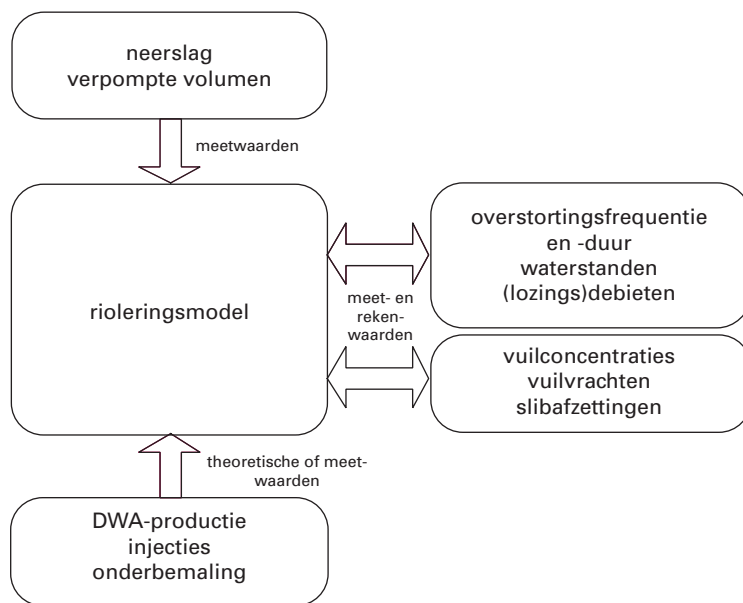 neerslag
verpompte volumen
meetwaarden
rioleringsmodel
overstortingsfrequentie
en -duur
waterstanden
(lozings)debieten
meet- en
reken-
waarden
vuilconcentraties
vuilvrachten
slibafzettingen
theoretische of meet-
waarden
DWA-productie
injecties
onderbemaling